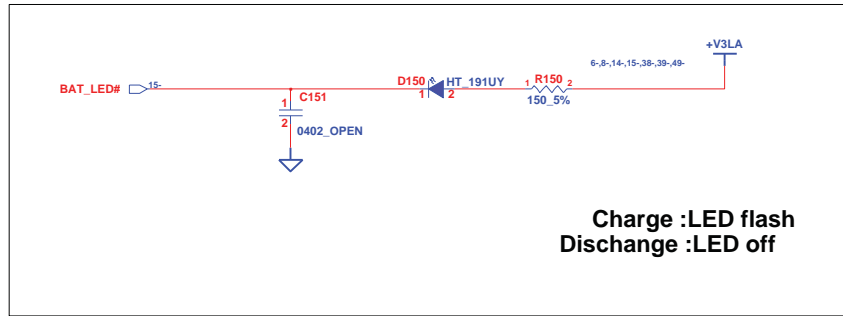 +V3LA
6-,8-,14-,15-,38-,39-,49-
D150 HT_191UY 1 R150 2
BAT_LED# 15-
1 2 150_5%
C151
1
2
0402_OPEN
Charge :LED flash
Dischange :LED off